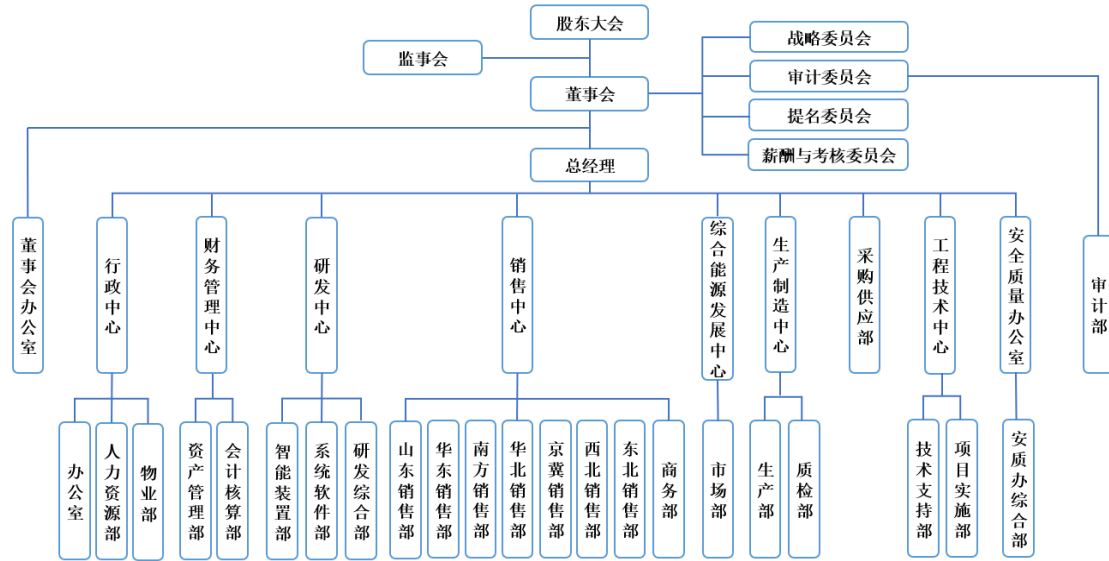 股东大会
监事会
战略委员会
审计委员会
董事会
提名委员会
总经理
薪酬与考核委员会
董事会办公室
行政中心
财务管理中心
研发中心
销售中心
综合能源发展中心
生产制造中心
采购供应部
工程技术中心
安全质量办公室
审计部
办公室
人力资源部
物业部
资产管理部
会计核算部
智能装置部
系统软件部
研发综合部
山东销售部
华东销售部
南方销售部
华北销售部
京冀销售部
西北销售部
东北销售部
商务部
市场部
生产部
质检部
技术支持部
项目实施部
安质办综合部